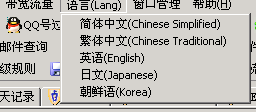 带宽流量 语言(Lang) 窗口管理 帮助(H)
QQ号过
简体中文(Chinese Simplified)
邮件查询
繁体中文(Chinese Traditional)
英语(English)
级规则
日文(Japanese)
天记录
朝鲜语(Korea)